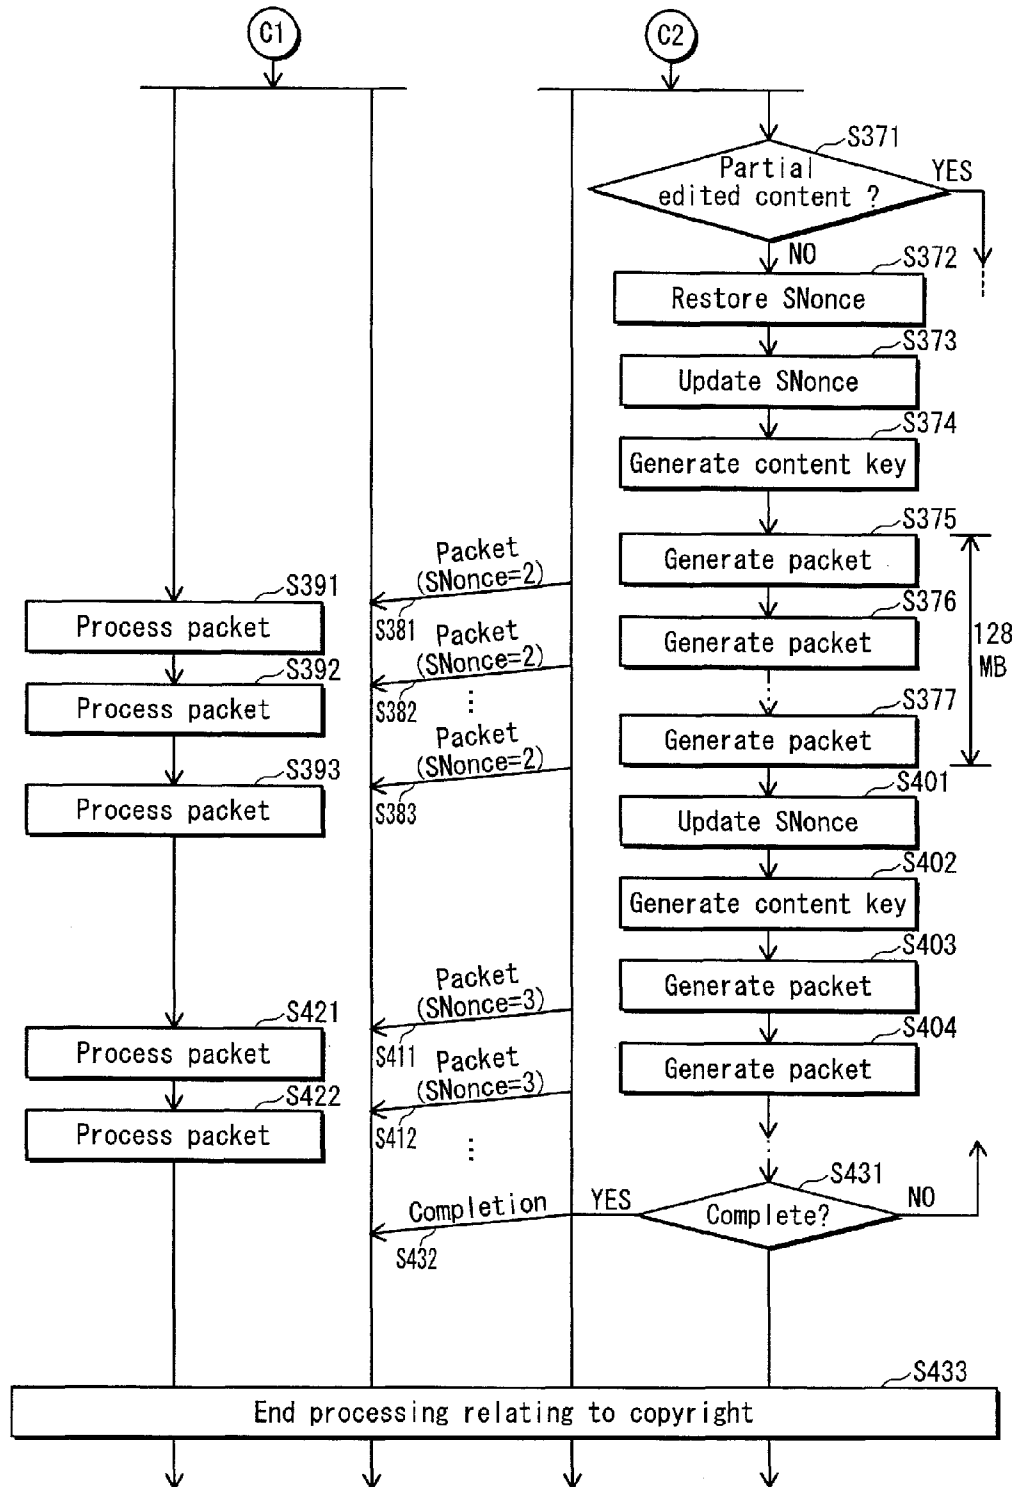 C1
C2
S371
Partial
edited content ?
YES
NO
S372
Restore SNonce
S373
Update SNonce
S374
Generate content key
S375
Generate packet
Packet
(SNonce=2)
S381
S391
Process packet
S376
Generate packet
128
MB
Packet
(SNonce=2)
S382
S392
Process packet
⋮
S377
Generate packet
Packet
(SNonce=2)
S383
S393
Process packet
S401
Update SNonce
S402
Generate content key
S403
Generate packet
Packet
(SNonce=3)
S411
S421
Process packet
S404
Generate packet
Packet
(SNonce=3)
S412
S422
Process packet
⋮
S431
Complete?
NO
YES
Completion
S432
S433
End processing relating to copyright